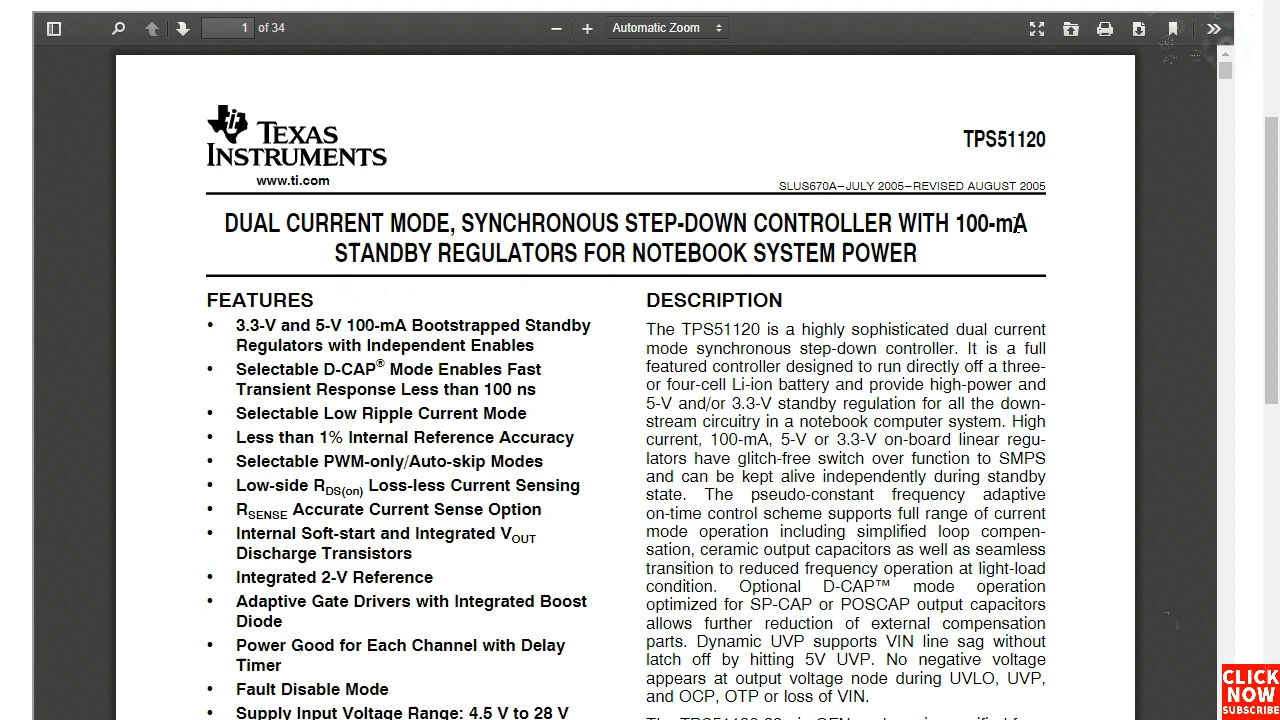 1 of 34
Automatic Zoom
TEXAS
INSTRUMENTS
www.ti.com
TPS51120
SLUS670A–JULY 2005–REVISED AUGUST 2005
DUAL CURRENT MODE, SYNCHRONOUS STEP-DOWN CONTROLLER WITH 100-mA
STANDBY REGULATORS FOR NOTEBOOK SYSTEM POWER
FEATURES
• 3.3-V and 5-V 100-mA Bootstrapped Standby
Regulators with Independent Enables
• Selectable D-CAP® Mode Enables Fast
Transient Response Less than 100 ns
• Selectable Low Ripple Current Mode
• Less than 1% Internal Reference Accuracy
• Selectable PWM-only/Auto-skip Modes
• Low-side RDS(on) Loss-less Current Sensing
• RSENSE Accurate Current Sense Option
• Internal Soft-start and Integrated VOUT
Discharge Transistors
• Integrated 2-V Reference
• Adaptive Gate Drivers with Integrated Boost
Diode
• Power Good for Each Channel with Delay
Timer
• Fault Disable Mode
• Supply Input Voltage Range: 4.5 V to 28 V
DESCRIPTION
The TPS51120 is a highly sophisticated dual current
mode synchronous step-down controller. It is a full
featured controller designed to run directly off a three-
or four-cell Li-ion battery and provide high-power and
5-V and/or 3.3-V standby regulation for all the down-
stream circuitry in a notebook computer system. High
current, 100-mA, 5-V or 3.3-V on-board linear regu-
lators have glitch-free switch over function to SMPS
and can be kept alive independently during standby
state. The pseudo-constant frequency adaptive
on-time control scheme supports full range of current
mode operation including simplified loop compen-
sation, ceramic output capacitors as well as seamless
transition to reduced frequency operation at light-load
condition. Optional D-CAP™ mode operation
optimized for SP-CAP or POSCAP output capacitors
allows further reduction of external compensation
parts. Dynamic UVP supports VIN line sag without
latch off by hitting 5V UVP. No negative voltage
appears at output voltage node during UVLO, UVP,
and OCP, OTP or loss of VIN.
CLICK
NOW
SUBSCRIBE